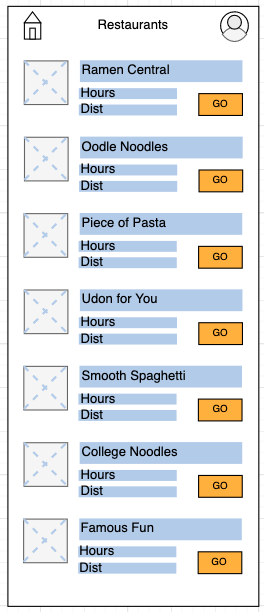 Restaurants
Ramen Central
Hours
Dist
GO
Oodle Noodles
Hours
Dist
GO
Piece of Pasta
Hours
Dist
GO
Udon for You
Hours
Dist
GO
Smooth Spaghetti
Hours
Dist
GO
College Noodles
Hours
Dist
GO
Famous Fun
Hours
Dist
GO